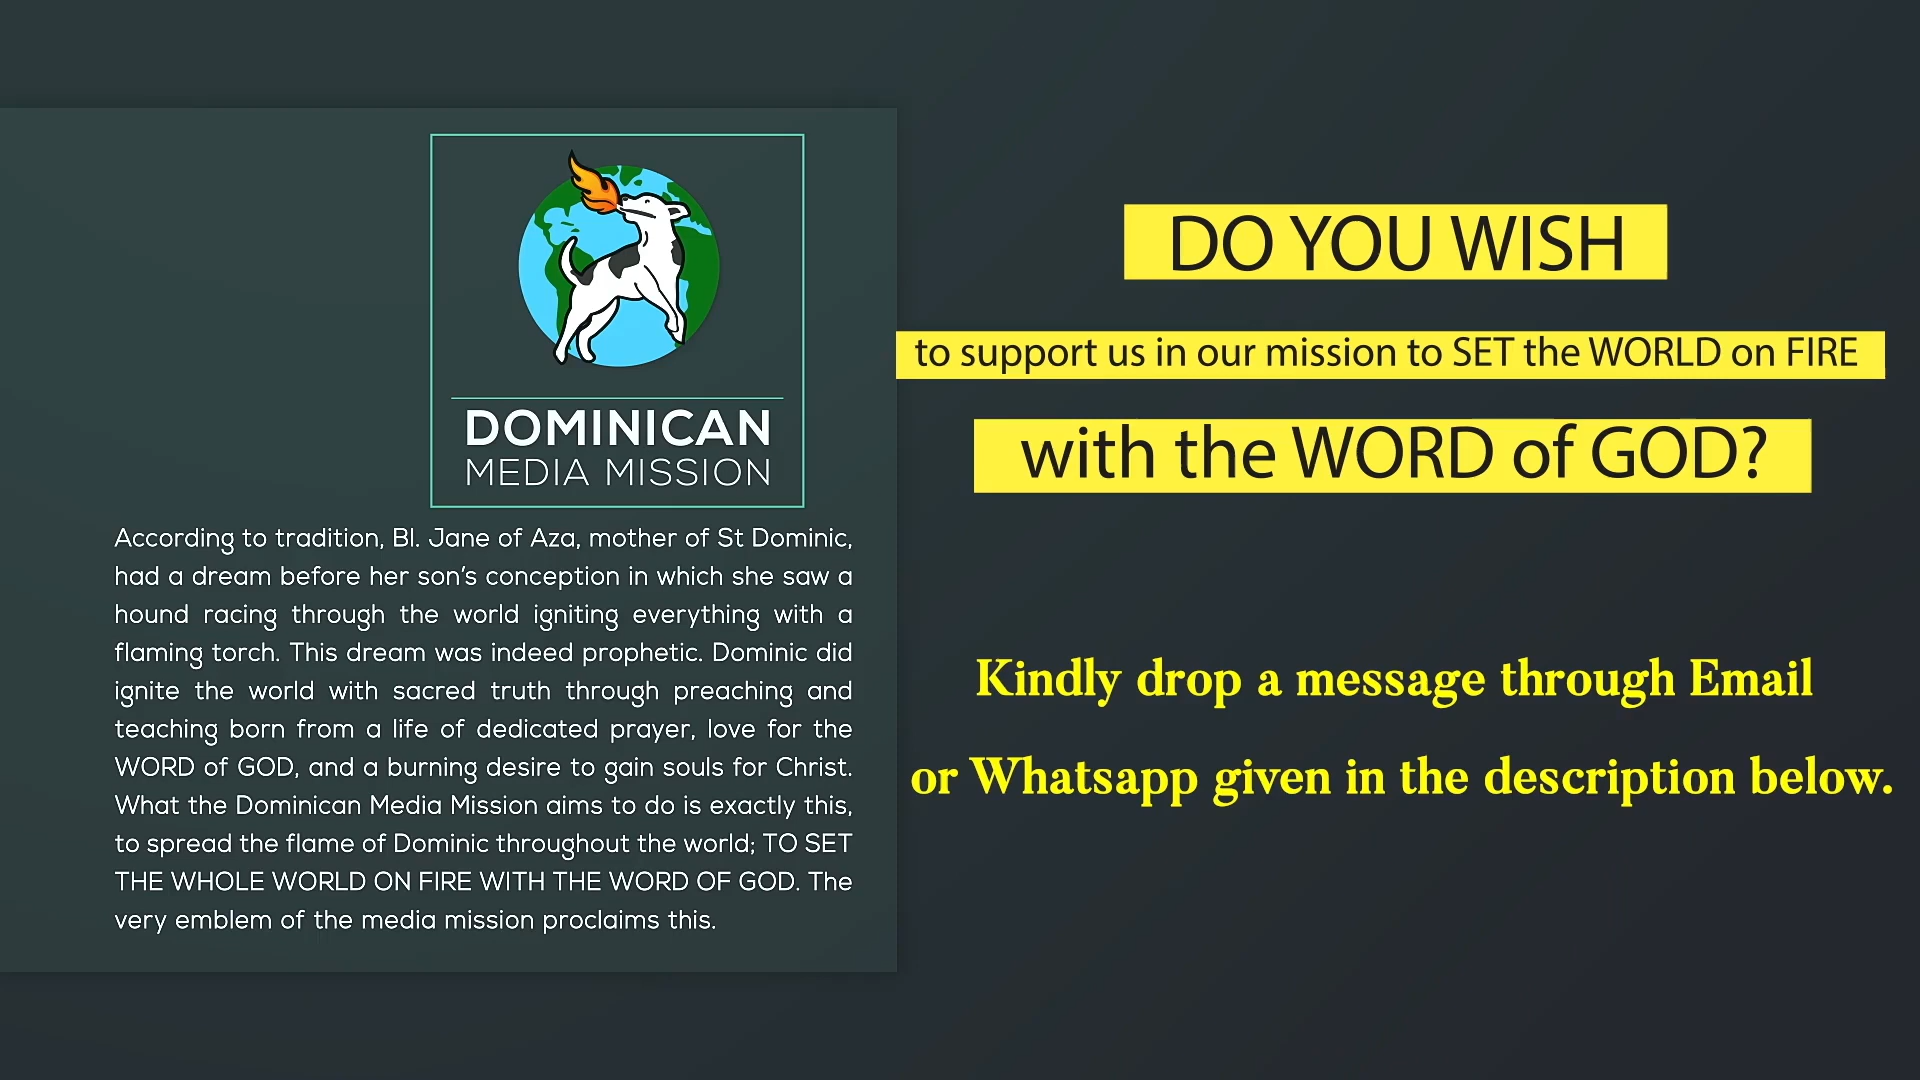 DOMINICAN
MEDIA MISSION
According to tradition, Bl. Jane of Aza, mother of St Dominic,
had a dream before her son's conception in which she saw a
hound racing through the world igniting everything with a
flaming torch. This dream was indeed prophetic. Dominic did
ignite the world with sacred truth through preaching and
teaching born from a life of dedicated prayer, love for the
WORD of GOD, and a burning desire to gain souls for Christ.
What the Dominican Media Mission aims to do is exactly this,
to spread the flame of Dominic throughout the world; TO SET
THE WHOLE WORLD ON FIRE WITH THE WORD OF GOD. The
very emblem of the media mission proclaims this.
DO YOU WISH
to support us in our mission to SET the WORLD on FIRE
with the WORD of GOD?
Kindly drop a message through Email
or Whatsapp given in the description below.